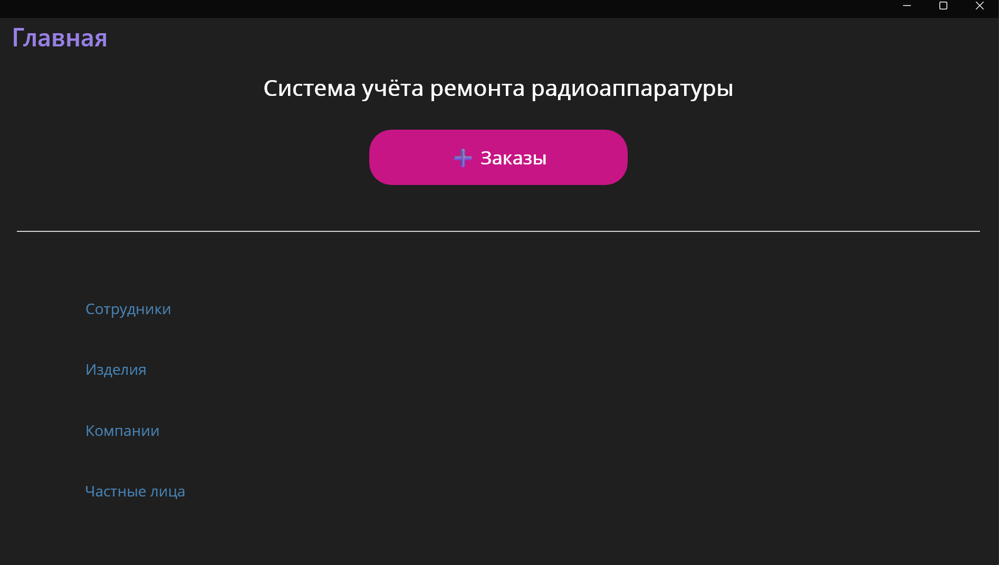 Главная
Система учёта ремонта радиоаппаратуры
➕ Заказы
Сотрудники
Изделия
Компании
Частные лица